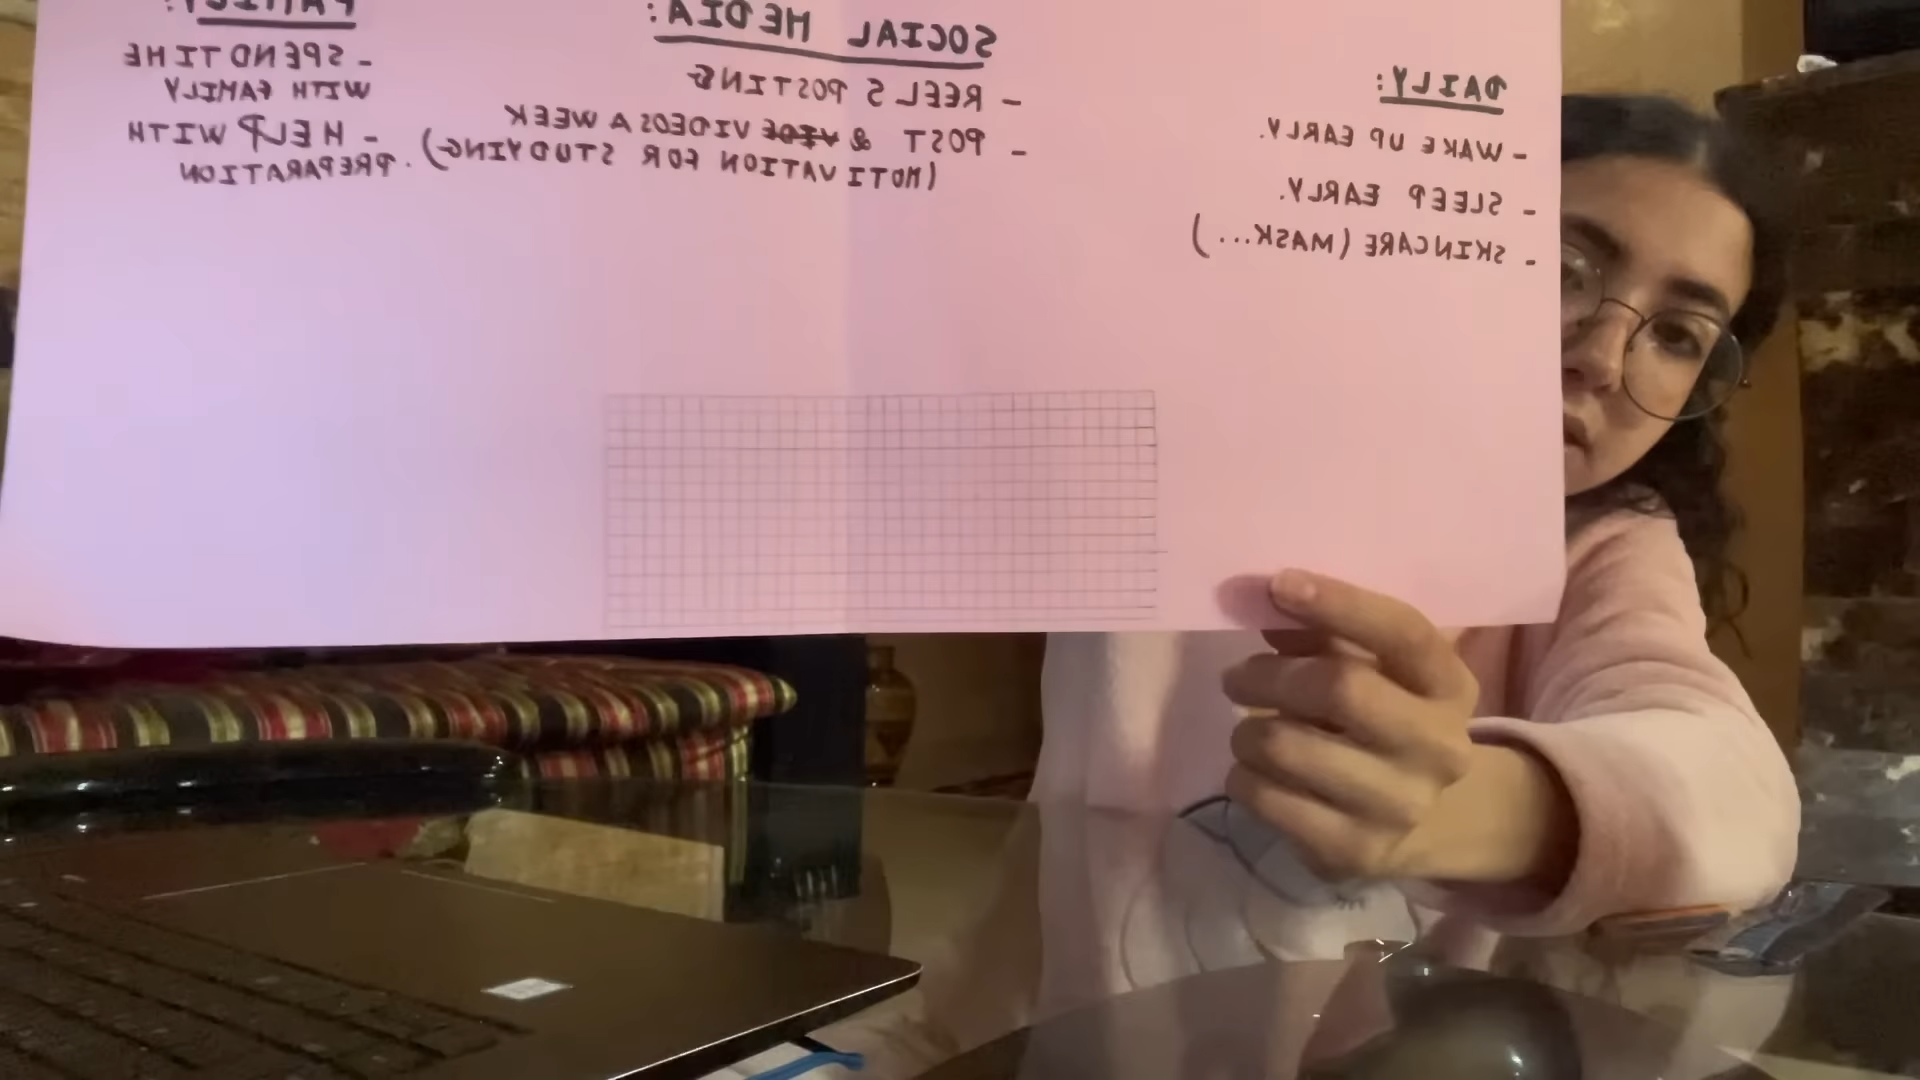 DAILY:
- WAKE UP EARLY.
- SLEEP EARLY.
- SKINCARE (MASK...)
SOCIAL MEDIA:
- REELS POSTING
- POST & VIDEOS A WEEK
(MOTIVATION FOR STUDYING).
FAMILY:
- SPEND TIME
WITH FAMILY
- HELP WITH
PREPARATION